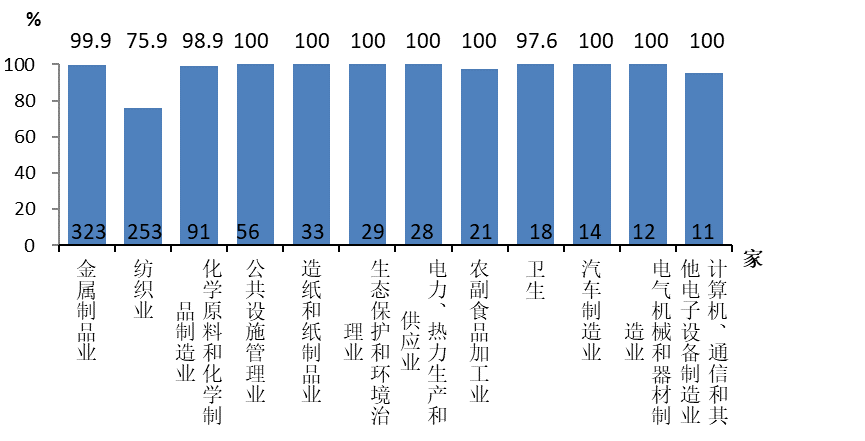 %
99.9 75.9 98.9 100 100 100 100 100 97.6 100 100 100
100
80
60
40
20
0
323 253 91 56 33 29 28 21 18 14 12 11
家
金属制品业
纺织业
化学原料和化学制
品制造业
公共设施管理业
造纸和纸制品业
生态保护和环境治
理业
电力、热力生产和
供应业
农副食品加工业
卫生
汽车制造业
电气机械和器材制
造业
计算机、通信和其
他电子设备制造业